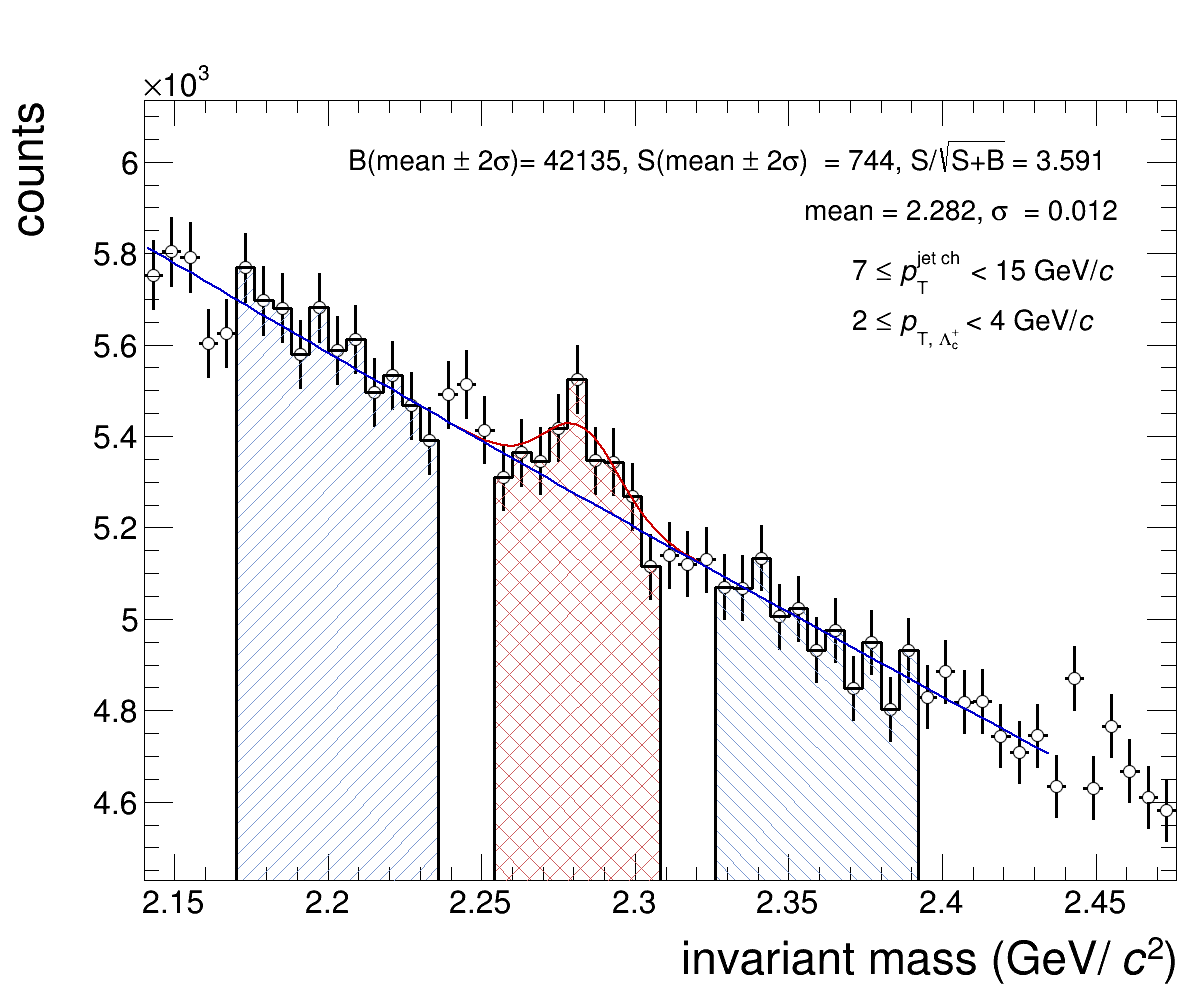 ×10³
counts
B(mean ± 2σ)= 42135, S(mean ± 2σ) = 744, S/√S+B = 3.591
mean = 2.282, σ = 0.012
7 ≤ p_T^jet ch < 15 GeV/c
2 ≤ p_T, Λ_c^+ < 4 GeV/c
6
5.8
5.6
5.4
5.2
5
4.8
4.6
2.15 2.2 2.25 2.3 2.35 2.4 2.45
invariant mass (GeV/ c²)